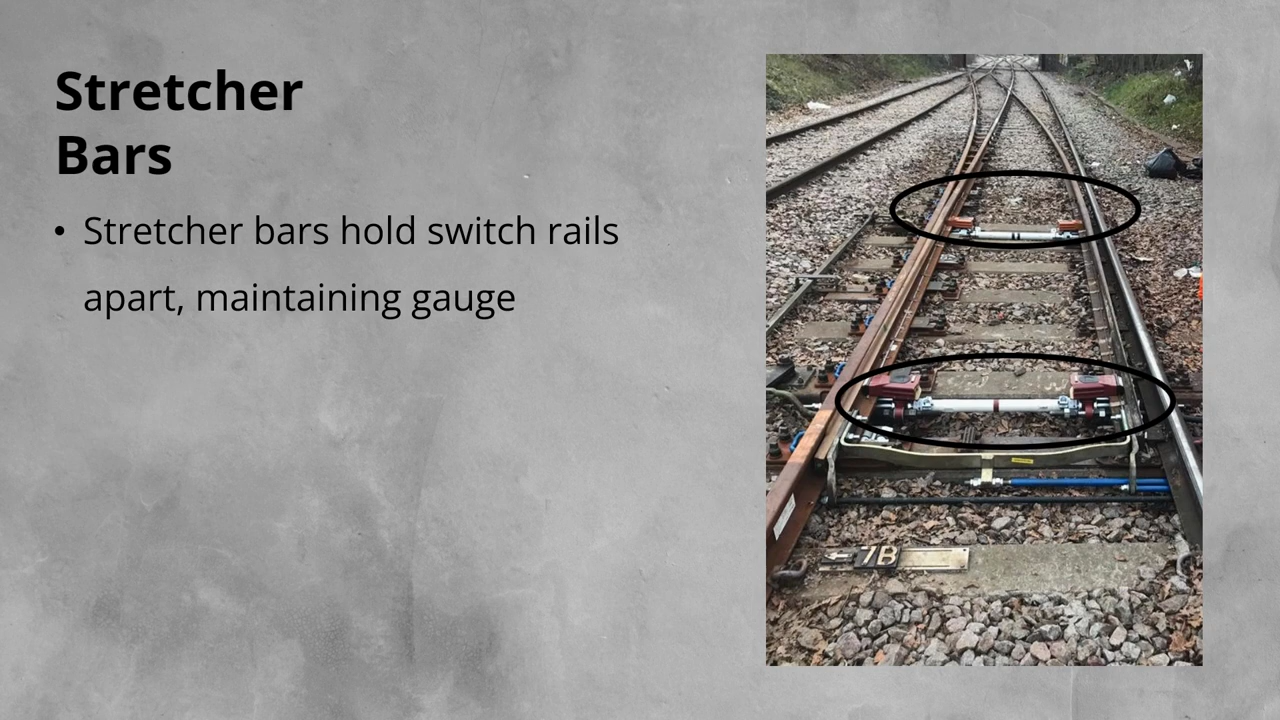 Stretcher
Bars
• Stretcher bars hold switch rails
apart, maintaining gauge
7B